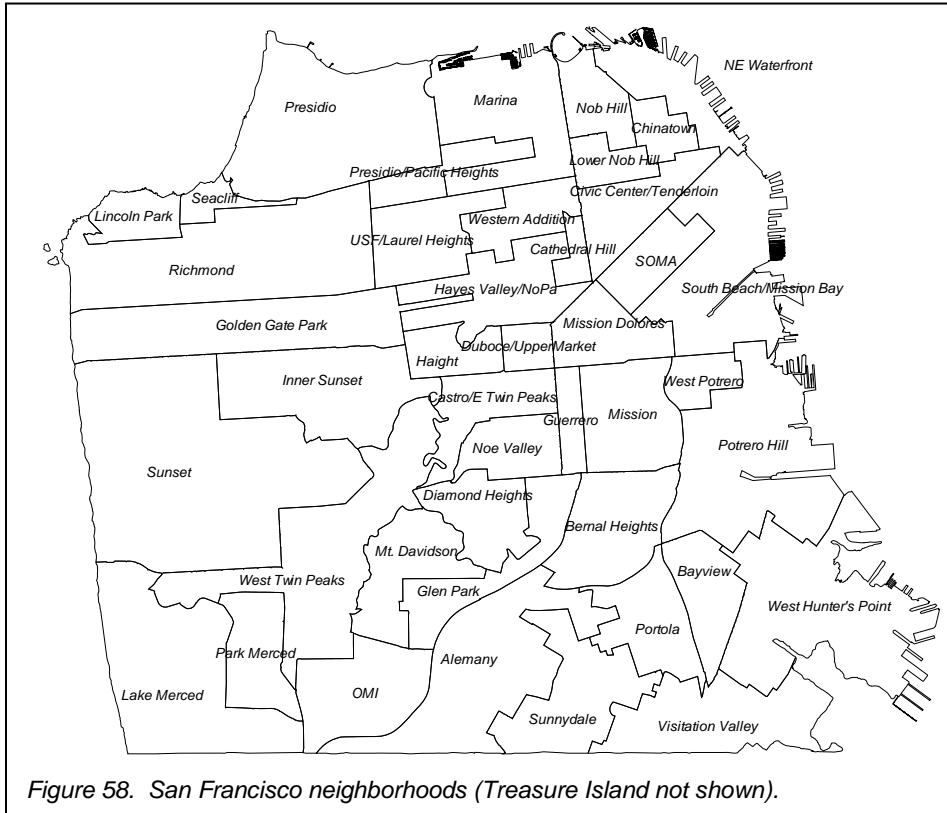 NE Waterfront
Presidio
Marina
Nob Hill
Chinatown
Lower Nob Hill
Presidio/Pacific Heights
Civic Center/Tenderloin
Seacliff
Lincoln Park
Western Addition
USF/Laurel Heights
Cathedral Hill
SOMA
Richmond
Hayes Valley/NoPa
South Beach/Mission Bay
Golden Gate Park
Mission Dolores
Duboce/UpperMarket
Haight
Inner Sunset
West Potrero
Castro/E Twin Peaks
Guerrero
Mission
Noe Valley
Potrero Hill
Sunset
Diamond Heights
Bernal Heights
Mt. Davidson
Bayview
West Twin Peaks
Glen Park
West Hunter's Point
Portola
Park Merced
Alemany
Lake Merced
OMI
Sunnydale
Visitation Valley
Figure 58. San Francisco neighborhoods (Treasure Island not shown).